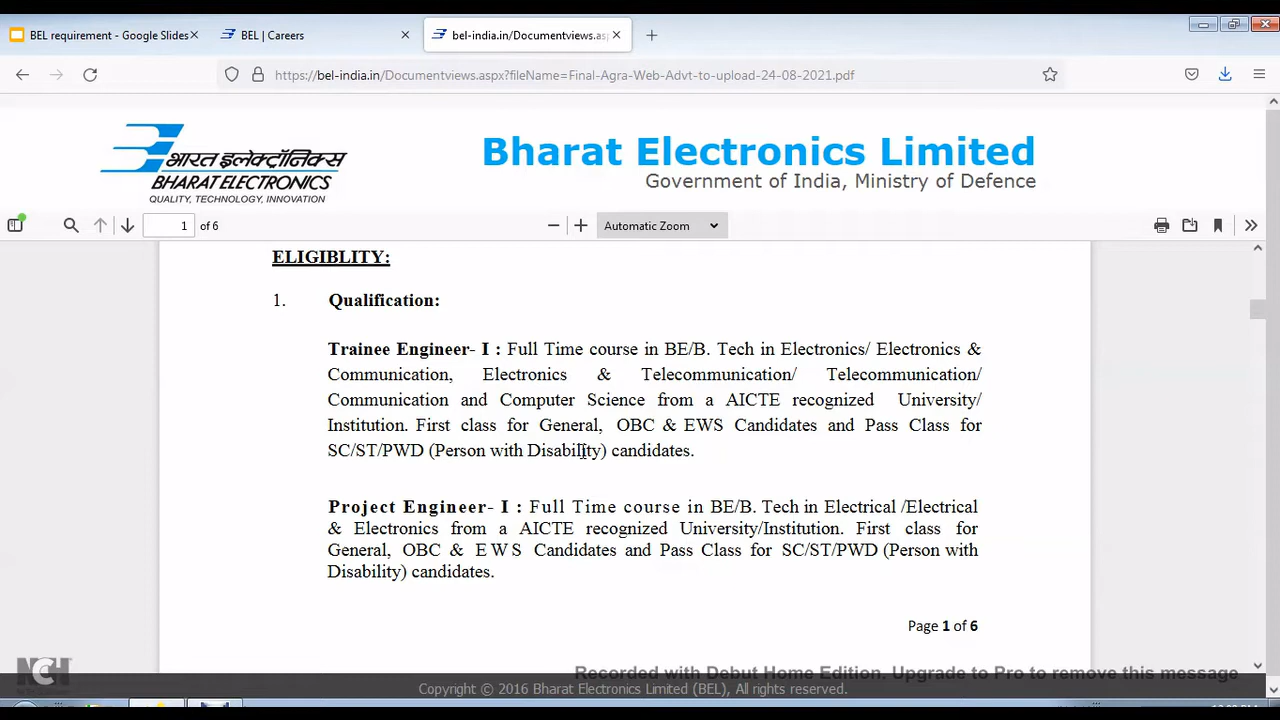 BEL requirement - Google Slides
BEL | Careers
bel-india.in/Documentviews.asp
https://bel-india.in/Documentviews.aspx?fileName=Final-Agra-Web-Advt-to-upload-24-08-2021.pdf
भारत इलेक्ट्रॉनिक्स
BHARAT ELECTRONICS
QUALITY, TECHNOLOGY, INNOVATION
Bharat Electronics Limited
Government of India, Ministry of Defence
1 of 6
Automatic Zoom
ELIGIBLITY:
1. Qualification:
Trainee Engineer- I : Full Time course in BE/B. Tech in Electronics/ Electronics &
Communication, Electronics & Telecommunication/ Telecommunication/
Communication and Computer Science from a AICTE recognized University/
Institution. First class for General, OBC & EWS Candidates and Pass Class for
SC/ST/PWD (Person with Disability) candidates.
Project Engineer- I : Full Time course in BE/B. Tech in Electrical /Electrical
& Electronics from a AICTE recognized University/Institution. First class for
General, OBC & EWS Candidates and Pass Class for SC/ST/PWD (Person with
Disability) candidates.
Page 1 of 6
NCH
Recorded with Debut Home Edition. Upgrade to Pro to remove this message
Copyright © 2016 Bharat Electronics Limited (BEL), All rights reserved.